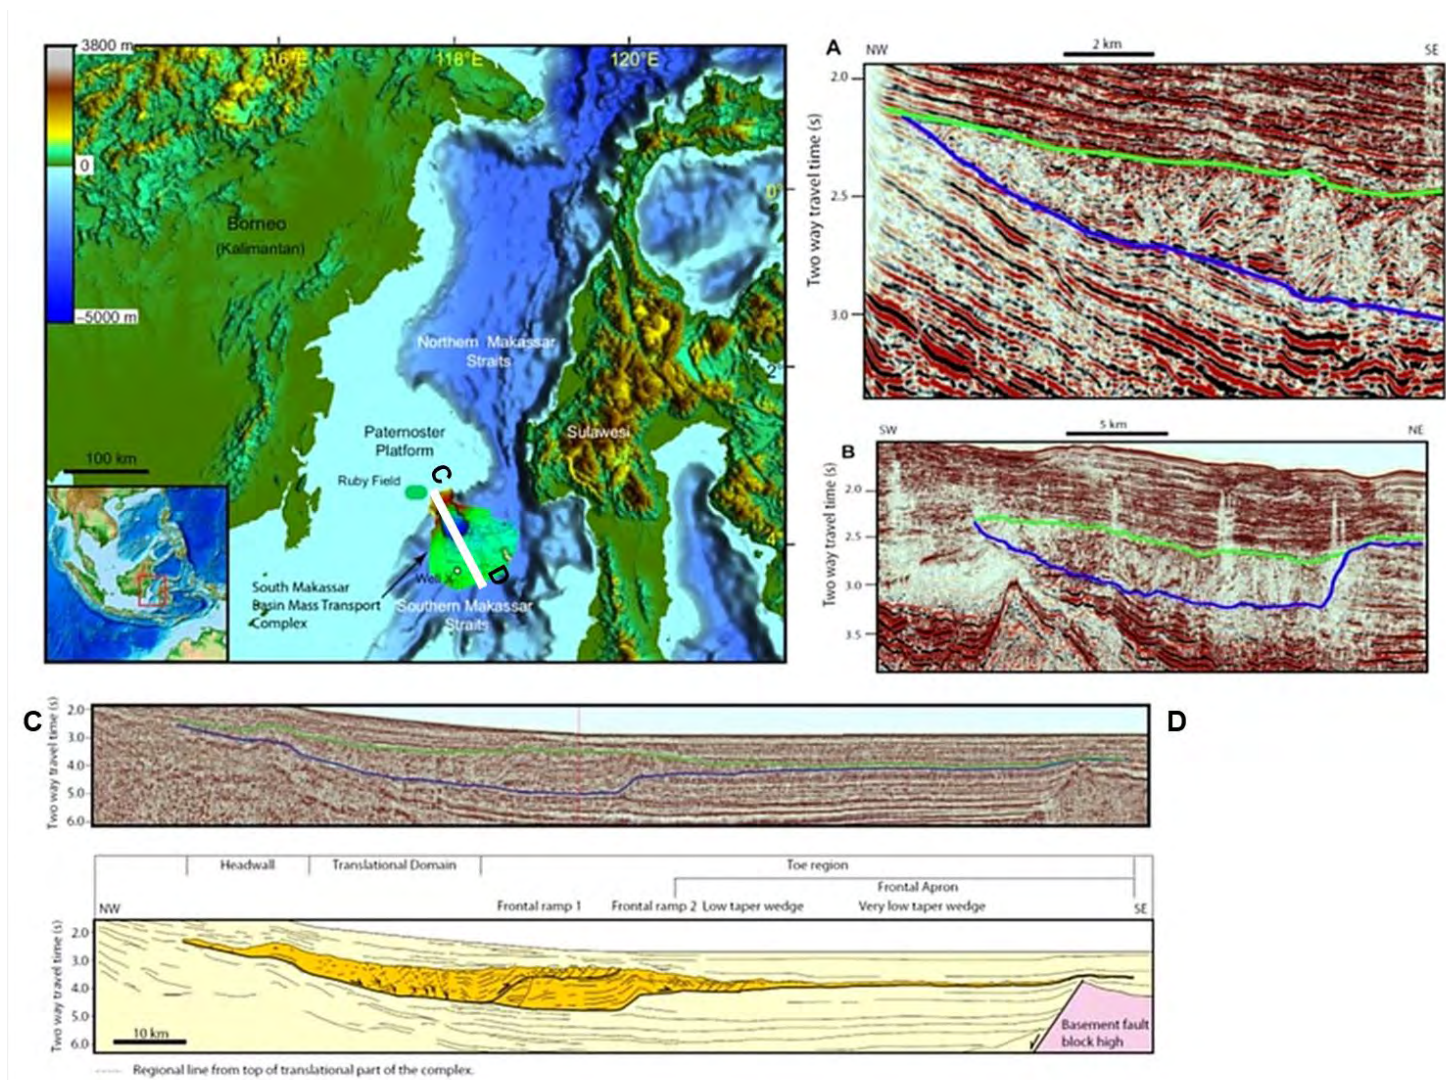 3800 m
0
–5000 m
116°E
118°E
120°E
0°
2°
4°
Borneo
(Kalimantan)
Northern Makassar
Straits
Paternoster
Platform
Sulawesi
100 km
Ruby Field
C
D
Well
South Makassar
Basin Mass Transport
Complex
Southern Makassar
Straits
A
NW
2 km
SE
Two way travel time (s)
2.0
2.5
3.0
SW
5 km
NE
B
Two way travel time (s)
2.0
2.5
3.0
3.5
C
D
Two way travel time (s)
2.0
3.0
4.0
5.0
6.0
Headwall
Translational Domain
Toe region
Frontal Apron
NW
Frontal ramp 1
Frontal ramp 2
Low taper wedge
Very low taper wedge
SE
Two way travel time (s)
2.0
3.0
4.0
5.0
6.0
10 km
Basement fault
block high
Regional line from top of translational part of the complex.